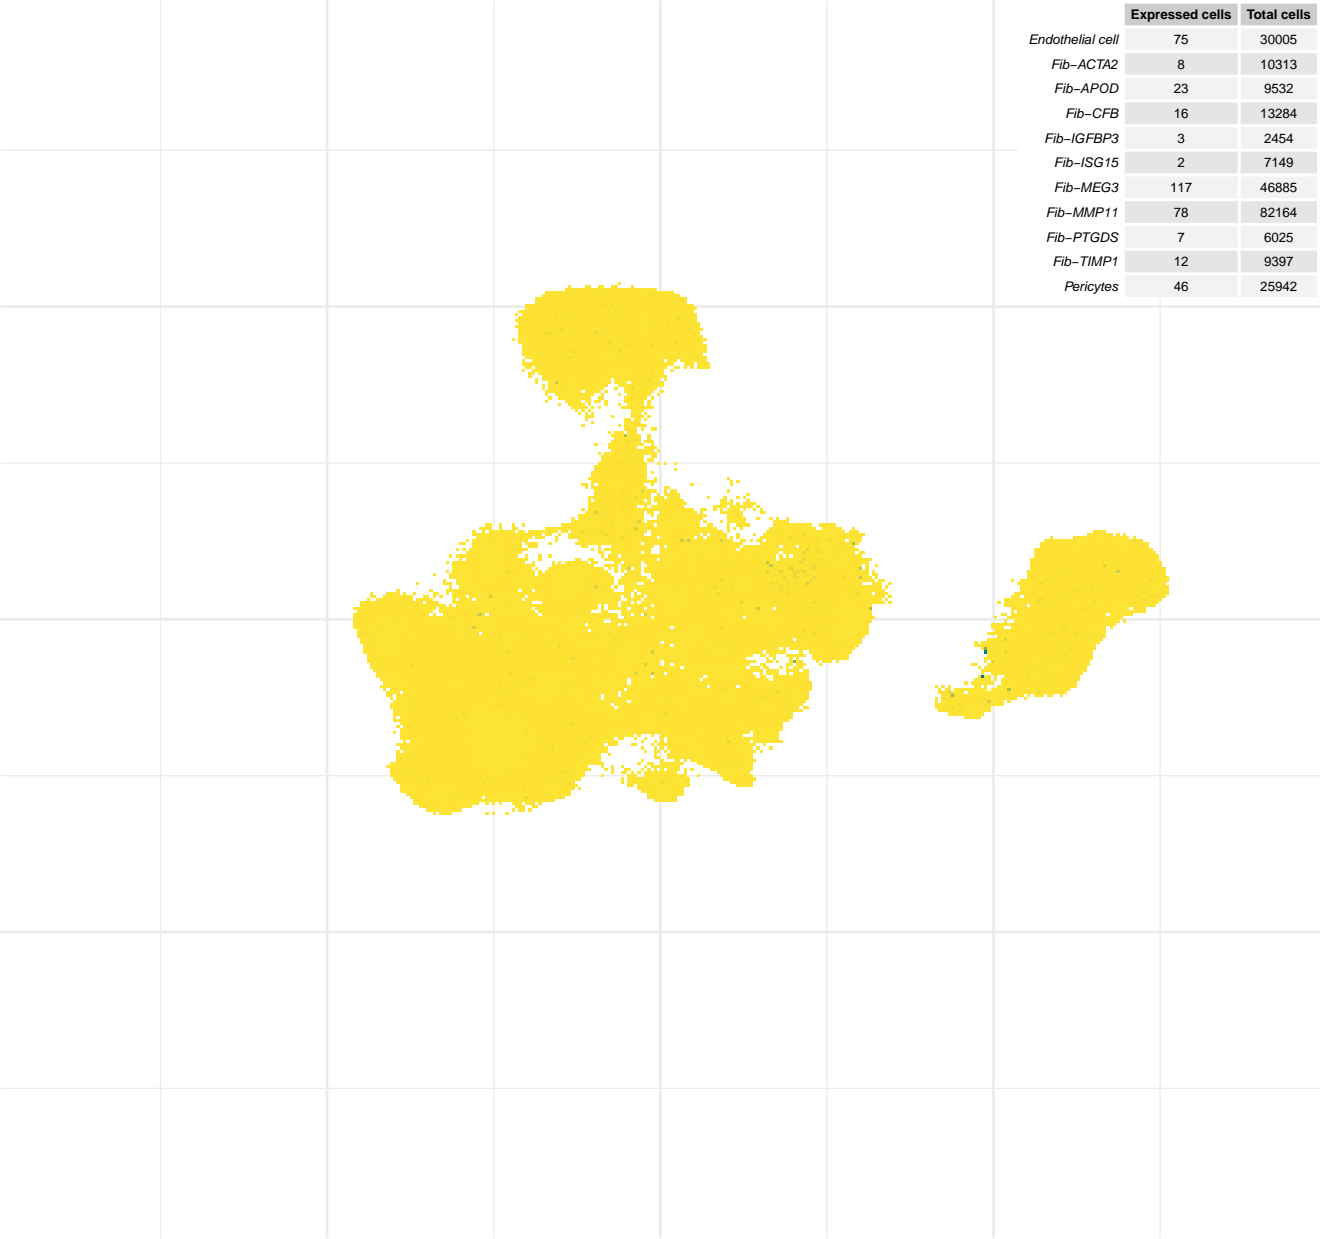 Expressed cells Total cells
Endothelial cell 75 30005
Fib−ACTA2 8 10313
Fib−APOD 23 9532
Fib−CFB 16 13284
Fib−IGFBP3 3 2454
Fib−ISG15 2 7149
Fib−MEG3 117 46885
Fib−MMP11 78 82164
Fib−PTGDS 7 6025
Fib−TIMP1 12 9397
Pericytes 46 25942